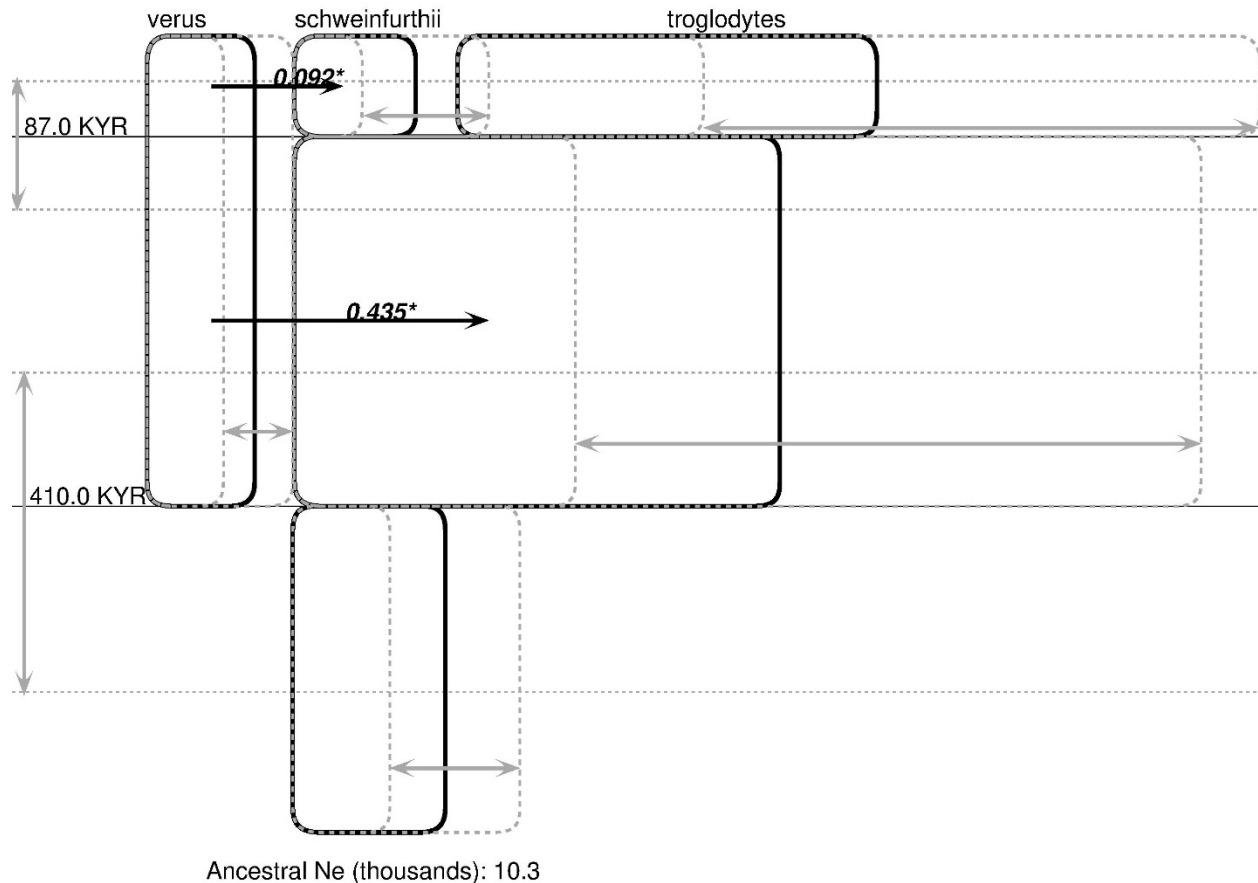 verus schweinfurthii troglodytes
0.092*
87.0 KYR
0.435*
410.0 KYR
Ancestral Ne (thousands): 10.3